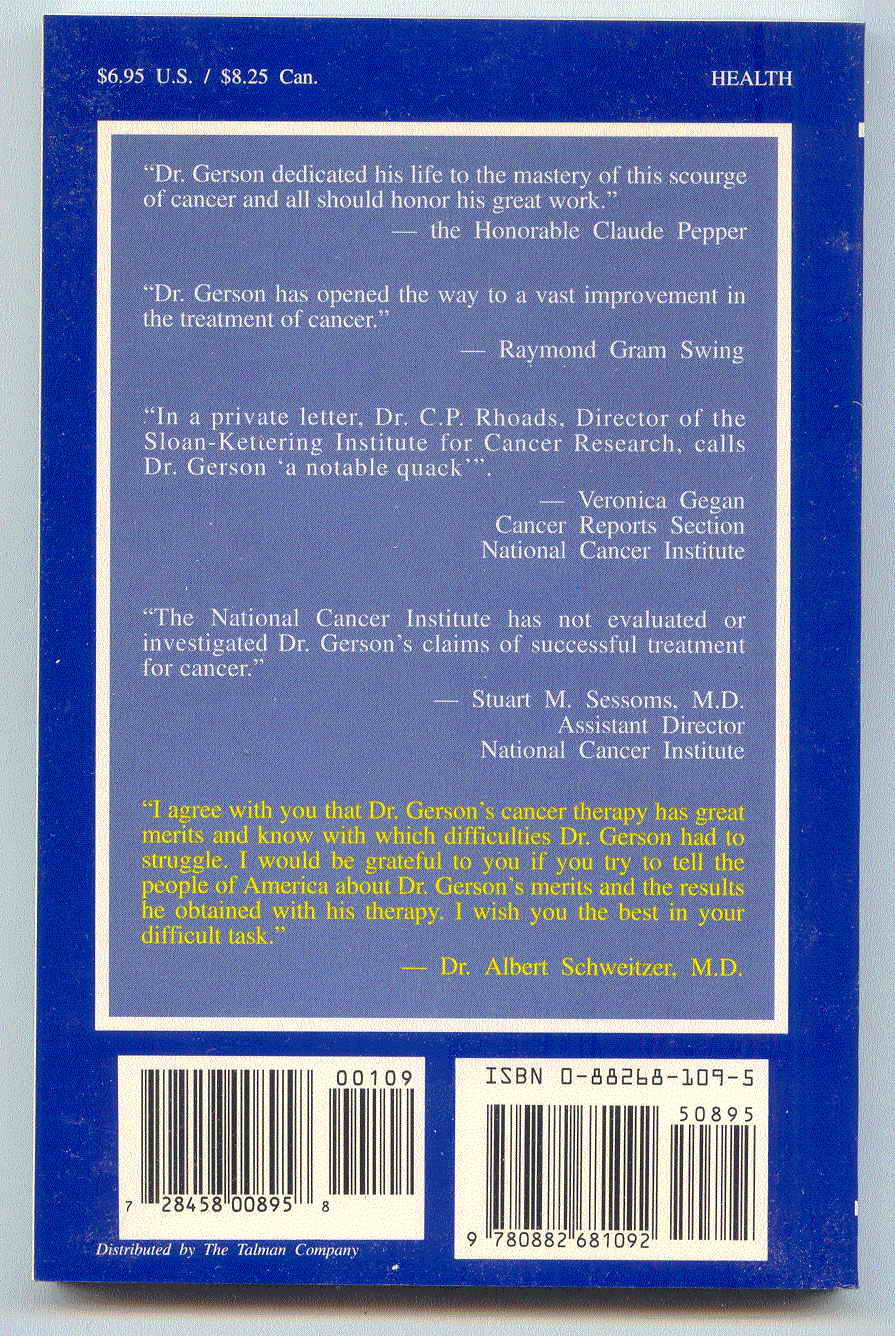 $6.95 U.S. / $8.25 Can.
HEALTH
“Dr. Gerson dedicated his life to the mastery of this scourge
of cancer and all should honor his great work.”
— the Honorable Claude Pepper
“Dr. Gerson has opened the way to a vast improvement in
the treatment of cancer.”
— Raymond Gram Swing
“In a private letter, Dr. C.P. Rhoads, Director of the
Sloan-Kettering Institute for Cancer Research, calls
Dr. Gerson ‘a notable quack’”.
— Veronica Gegan
Cancer Reports Section
National Cancer Institute
“The National Cancer Institute has not evaluated or
investigated Dr. Gerson’s claims of successful treatment
for cancer.”
— Stuart M. Sessoms, M.D.
Assistant Director
National Cancer Institute
“I agree with you that Dr. Gerson’s cancer therapy has great
merits and know with which difficulties Dr. Gerson had to
struggle. I would be grateful to you if you try to tell the
people of America about Dr. Gerson’s merits and the results
he obtained with his therapy. I wish you the best in your
difficult task.”
— Dr. Albert Schweitzer, M.D.
00109
7 28458 00895 8
ISBN 0-88268-109-5
50895
9 780882 681092
Distributed by The Talman Company